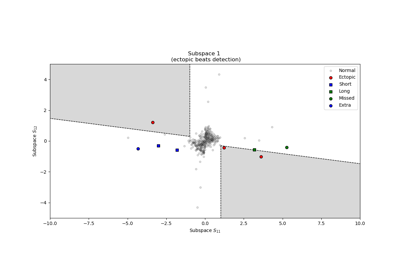 Subspace 1
(ectopic beats detection)
Normal
Ectopic
Short
Long
Missed
Extra
4
2
0
−2
−4
Subspace S₁₂
−10.0 −7.5 −5.0 −2.5 0.0 2.5 5.0 7.5 10.0
Subspace S₁₁